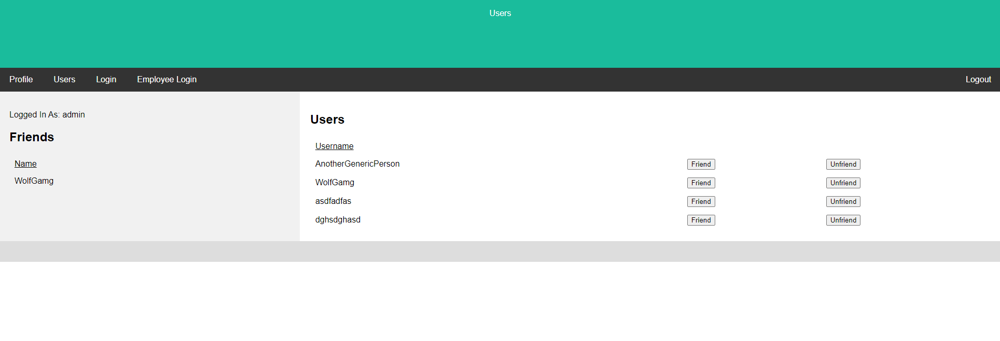 Users
Profile Users Login Employee Login Logout
Logged In As: admin
Friends
Name
WolfGamg
Users
Username
AnotherGenericPerson Friend Unfriend
WolfGamg Friend Unfriend
asdfadfas Friend Unfriend
dghsdghasd Friend Unfriend